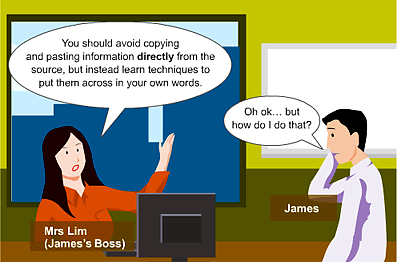 You should avoid copying
and pasting information directly from the
source, but instead learn techniques to
put them across in your own words.
Oh ok... but
how do I do that?
James
Mrs Lim
(James's Boss)